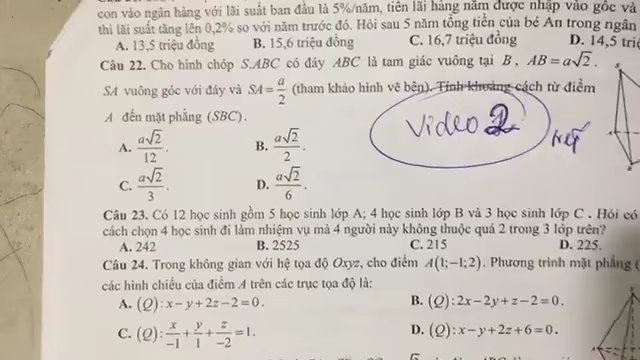 con vào ngân hàng với lãi suất ban đầu là 5%/năm, tiền lãi hàng năm được nhập vào gốc và
thì lãi suất tăng lên 0,2% so với năm trước đó. Hỏi sau 5 năm tổng tiền của bé An trong ngân
A. 13,5 triệu đồng B. 15,6 triệu đồng C. 16,7 triệu đồng D. 14,5 triệ
Câu 22. Cho hình chóp S.ABC có đáy ABC là tam giác vuông tại B, AB = a√2.
SA vuông góc với đáy và SA = a/2 (tham khảo hình vẽ bên). Tính khoảng cách từ điểm
A đến mặt phẳng (SBC).
Video 2
A. a√2/12. B. a√2/2.
C. a√2/3. D. a√2/6.
Câu 23. Có 12 học sinh gồm 5 học sinh lớp A; 4 học sinh lớp B và 3 học sinh lớp C. Hỏi có
cách chọn 4 học sinh đi làm nhiệm vụ mà 4 người này không thuộc quá 2 trong 3 lớp trên?
A. 242 B. 2525 C. 215 D. 225.
Câu 24. Trong không gian với hệ tọa độ Oxyz, cho điểm A(1;-1;2). Phương trình mặt phẳng (
các hình chiếu của điểm A trên các trục tọa độ là:
A. (Q): x-y+2z-2=0. B. (Q): 2x-2y+z-2=0.
C. (Q): x/-1+y/1+z/-2=1. D. (Q): x-y+2z+6=0.